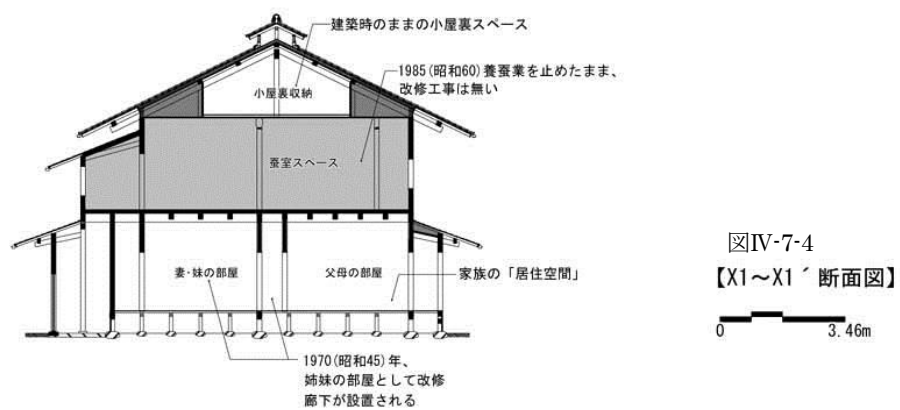 建築時のままの小屋裏スペース
1985(昭和60)養蚕業を止めたまま、
改修工事は無い
小屋裏収納
蚕室スペース
妻・妹の部屋
父母の部屋
家族の「居住空間」
1970(昭和45)年、
姉妹の部屋として改修
廊下が設置される
図Ⅳ-7-4
【X1〜X1´断面図】
0 3.46m